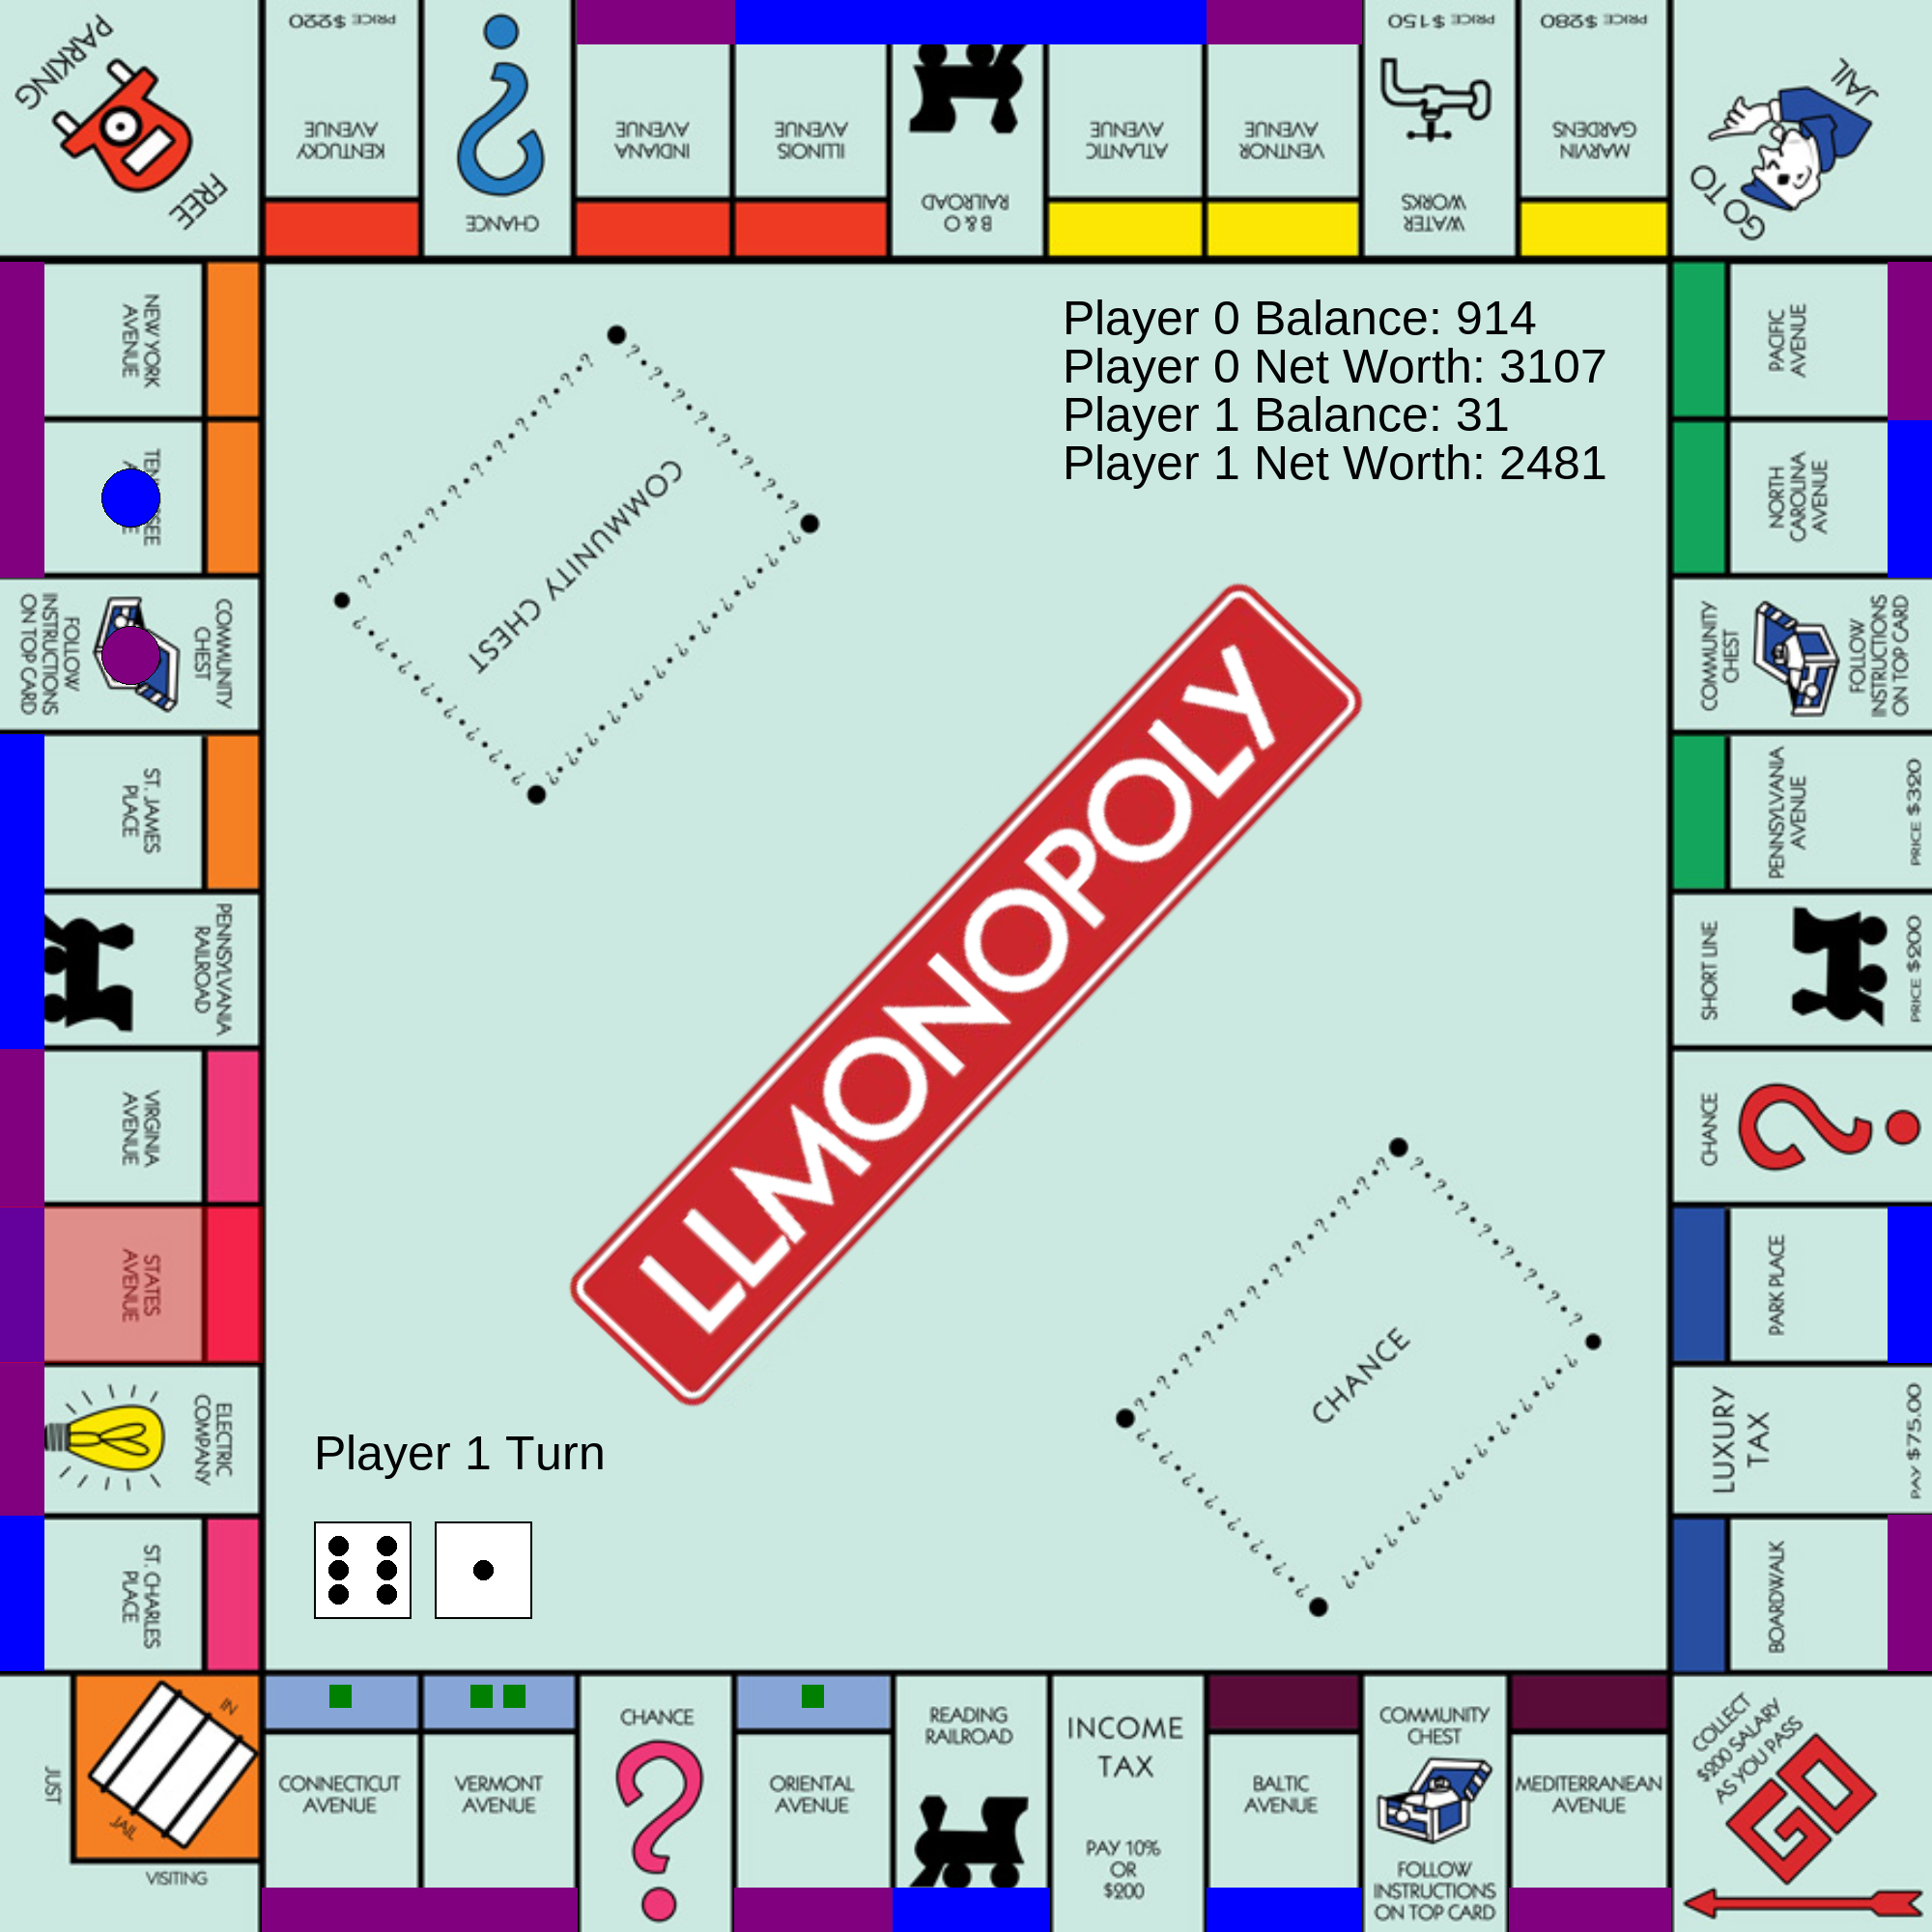 PARKING
FREE
PRICE $220
KENTUCKY
AVENUE
CHANCE
INDIANA
AVENUE
ILLINOIS
AVENUE
B & O
RAILROAD
ATLANTIC
AVENUE
VENTNOR
AVENUE
PRICE $150
WATER
WORKS
PRICE $280
MARVIN
GARDENS
GO TO
JAIL
NEW YORK
AVENUE
COMMUNITY
CHEST
FOLLOW
INSTRUCTIONS
ON TOP CARD
ST. JAMES
PLACE
PENNSYLVANIA
RAILROAD
VIRGINIA
AVENUE
STATES
AVENUE
ELECTRIC
COMPANY
ST. CHARLES
PLACE
Player 0 Balance: 914
Player 0 Net Worth: 3107
Player 1 Balance: 31
Player 1 Net Worth: 2481
COMMUNITY CHEST
LLMONOPOLY
CHANCE
Player 1 Turn
PACIFIC
AVENUE
NORTH
CAROLINA
AVENUE
COMMUNITY
CHEST
FOLLOW
INSTRUCTIONS
ON TOP CARD
PENNSYLVANIA
AVENUE
PRICE $320
SHORT LINE
PRICE $200
CHANCE
PARK PLACE
LUXURY
TAX
PAY $75.00
BOARDWALK
JUST
VISITING
IN
JAIL
CONNECTICUT
AVENUE
VERMONT
AVENUE
CHANCE
ORIENTAL
AVENUE
READING
RAILROAD
INCOME
TAX
PAY 10%
OR
$200
BALTIC
AVENUE
COMMUNITY
CHEST
FOLLOW
INSTRUCTIONS
ON TOP CARD
MEDITERRANEAN
AVENUE
COLLECT
$200 SALARY
AS YOU PASS
GO